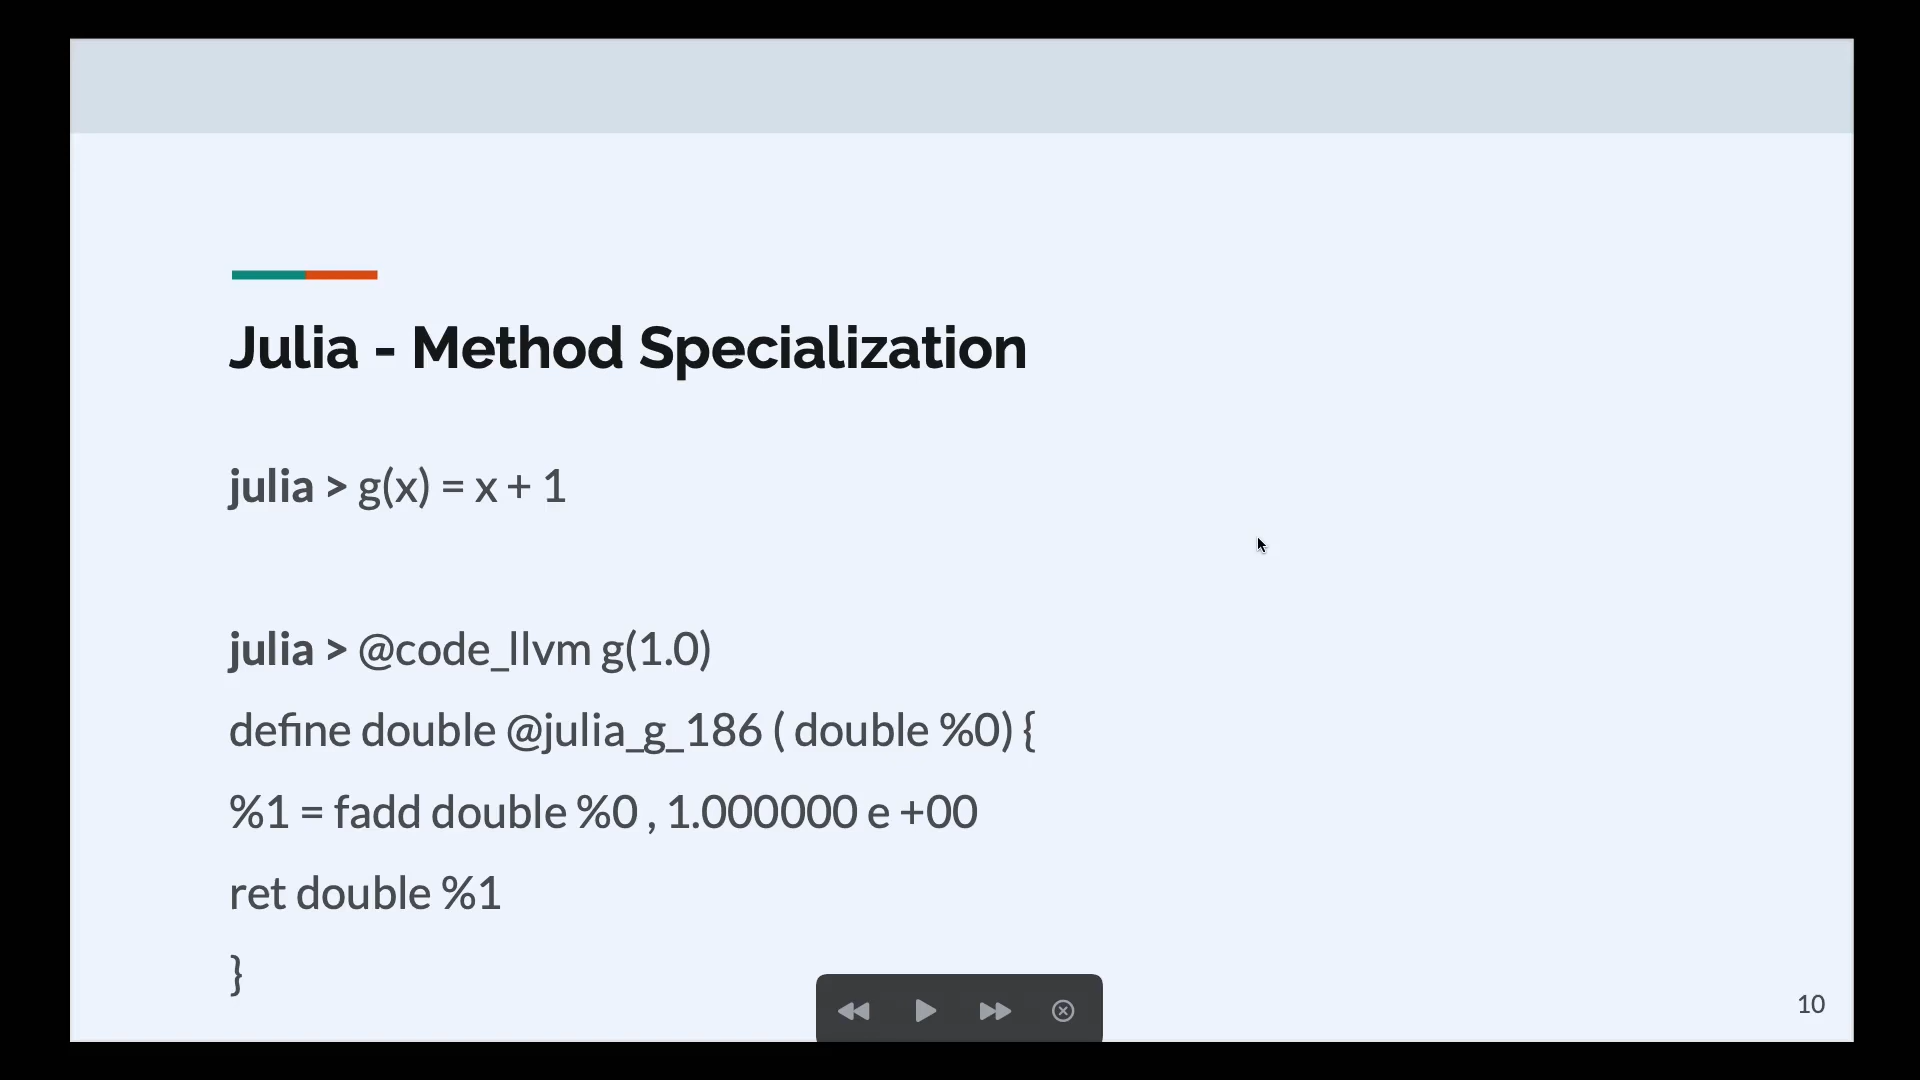 Julia - Method Specialization
julia > g(x) = x + 1
julia > @code_llvm g(1.0)
define double @julia_g_186 ( double %0) {
%1 = fadd double %0 , 1.000000 e +00
ret double %1
}
10